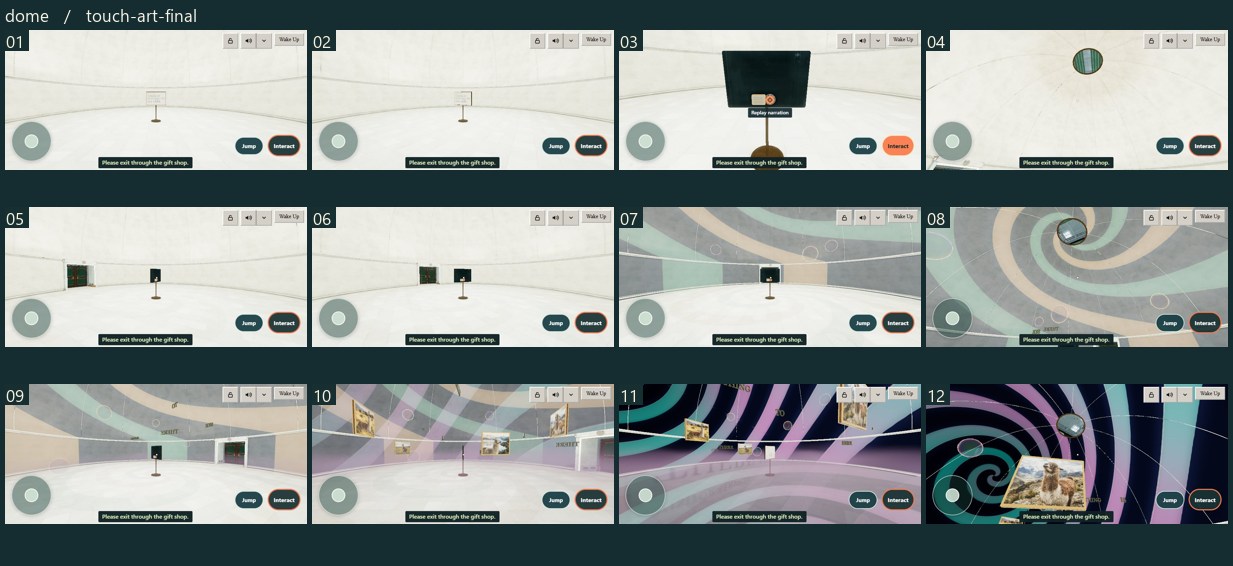 dome / touch-art-final
01
Wake Up
Jump
Interact
Please exit through the gift shop.
02
Wake Up
Jump
Interact
Please exit through the gift shop.
03
Wake Up
Replay narration
Jump
Interact
Please exit through the gift shop.
04
Wake Up
Jump
Interact
Please exit through the gift shop.
05
Wake Up
Jump
Interact
Please exit through the gift shop.
06
Wake Up
Jump
Interact
Please exit through the gift shop.
07
Wake Up
Jump
Interact
Please exit through the gift shop.
08
Wake Up
Jump
Interact
Please exit through the gift shop.
09
Wake Up
Jump
Interact
Please exit through the gift shop.
10
Wake Up
Jump
Interact
Please exit through the gift shop.
11
Wake Up
Jump
Interact
Please exit through the gift shop.
12
Wake Up
Jump
Interact
Please exit through the gift shop.